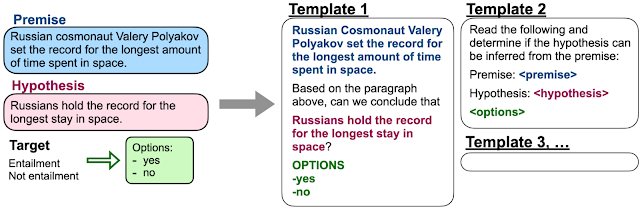 Premise
Russian cosmonaut Valery Polyakov
set the record for the longest amount
of time spent in space.
Hypothesis
Russians hold the record for the
longest stay in space.
Target
Entailment
Not entailment
Options:
- yes
- no
Template 1
Russian Cosmonaut Valery
Polyakov set the record for
the longest amount of time
spent in space.
Based on the paragraph
above, can we conclude that
Russians hold the record
for the longest stay in
space?
OPTIONS
-yes
-no
Template 2
Read the following and
determine if the hypothesis can
be inferred from the premise:
Premise: <premise>
Hypothesis: <hypothesis>
<options>
Template 3, …